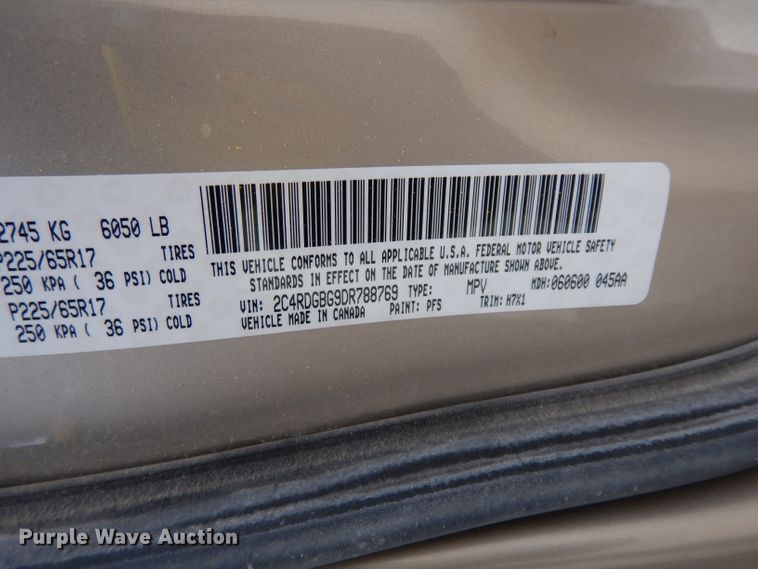 2745 KG 6050 LB
P225/65R17 TIRES
250 KPA ( 36 PSI) COLD
P225/65R17 TIRES
250 KPA ( 36 PSI) COLD
THIS VEHICLE CONFORMS TO ALL APPLICABLE U.S.A. FEDERAL MOTOR VEHICLE SAFETY
STANDARDS IN EFFECT ON THE DATE OF MANUFACTURE SHOWN ABOVE.
VIN: 2C4RDGBG9DR788769 TYPE: MPV MDH:060600 045AA
VEHICLE MADE IN CANADA PAINT: PFS TRIM: H7X1
Purple Wave Auction